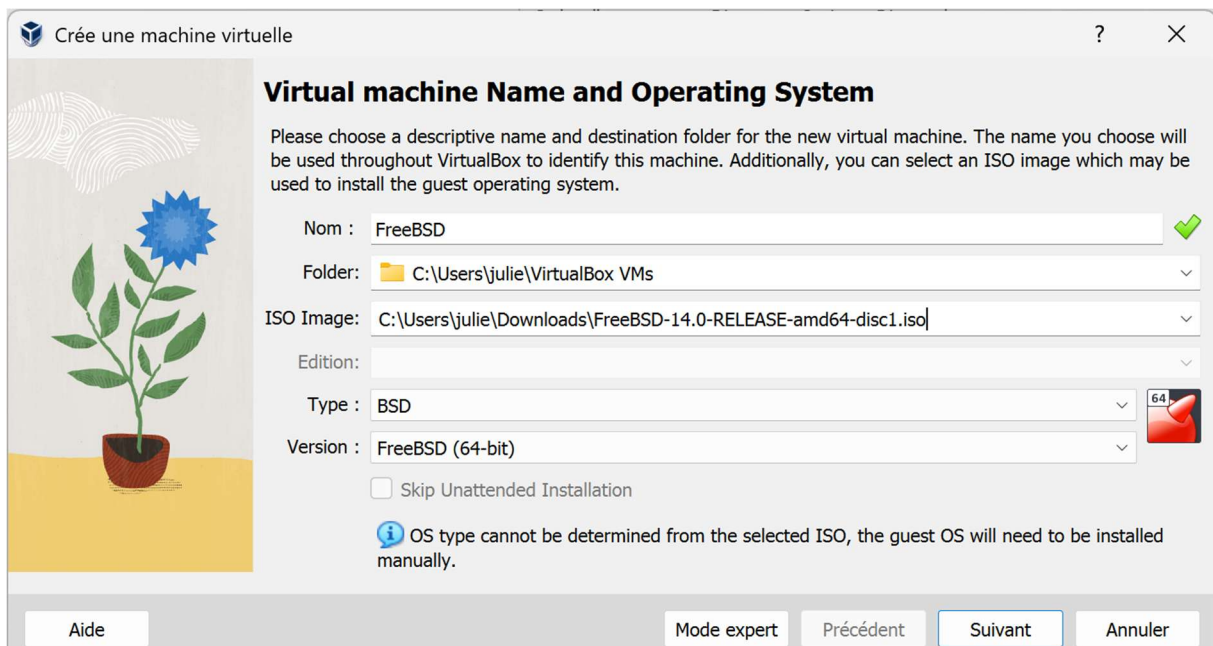 Crée une machine virtuelle
?
Virtual machine Name and Operating System
Please choose a descriptive name and destination folder for the new virtual machine. The name you choose will
be used throughout VirtualBox to identify this machine. Additionally, you can select an ISO image which may be
used to install the guest operating system.
Nom : FreeBSD
Folder: C:\Users\julie\VirtualBox VMs
ISO Image: C:\Users\julie\Downloads\FreeBSD-14.0-RELEASE-amd64-disc1.iso
Edition:
Type : BSD
64
Version : FreeBSD (64-bit)
Skip Unattended Installation
OS type cannot be determined from the selected ISO, the guest OS will need to be installed
manually.
Aide Mode expert Précédent Suivant Annuler